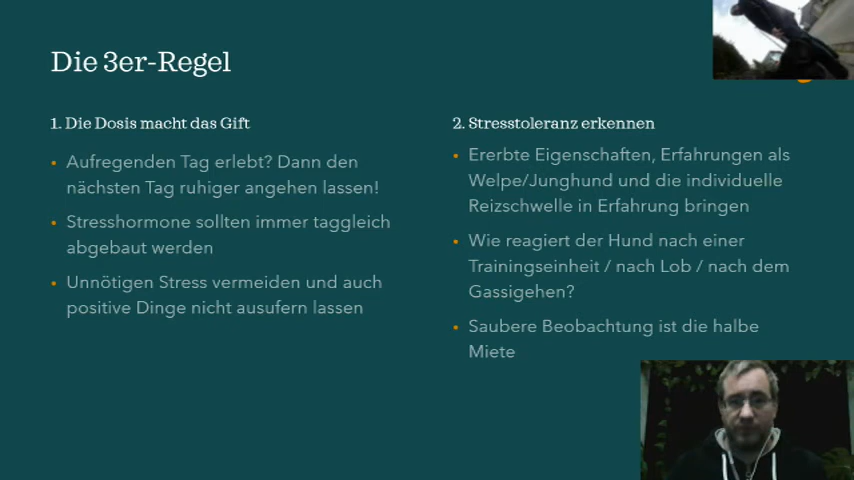 Die 3er-Regel
1. Die Dosis macht das Gift
Aufregenden Tag erlebt? Dann den
nächsten Tag ruhiger angehen lassen!
Stresshormone sollten immer taggleich
abgebaut werden
Unnötigen Stress vermeiden und auch
positive Dinge nicht ausufern lassen
2. Stresstoleranz erkennen
Ererbte Eigenschaften, Erfahrungen als
Welpe/Junghund und die individuelle
Reizschwelle in Erfahrung bringen
Wie reagiert der Hund nach einer
Trainingseinheit / nach Lob / nach dem
Gassigehen?
Saubere Beobachtung ist die halbe
Miete